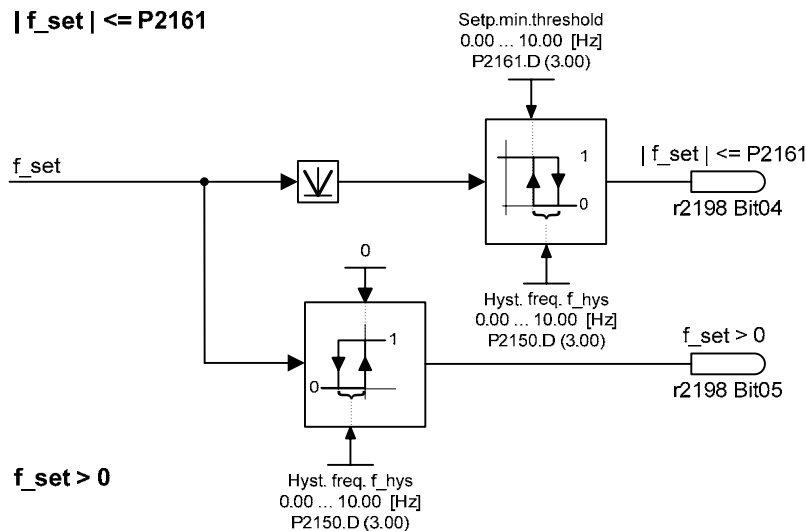 | f_set | <= P2161
Setp.min.threshold
0.00 ... 10.00 [Hz]
P2161.D (3.00)
f_set
1
0
| f_set | <= P2161
r2198 Bit04
Hyst. freq. f_hys
0.00 ... 10.00 [Hz]
P2150.D (3.00)
0
1
0
f_set > 0
r2198 Bit05
Hyst. freq. f_hys
0.00 ... 10.00 [Hz]
P2150.D (3.00)
f_set > 0